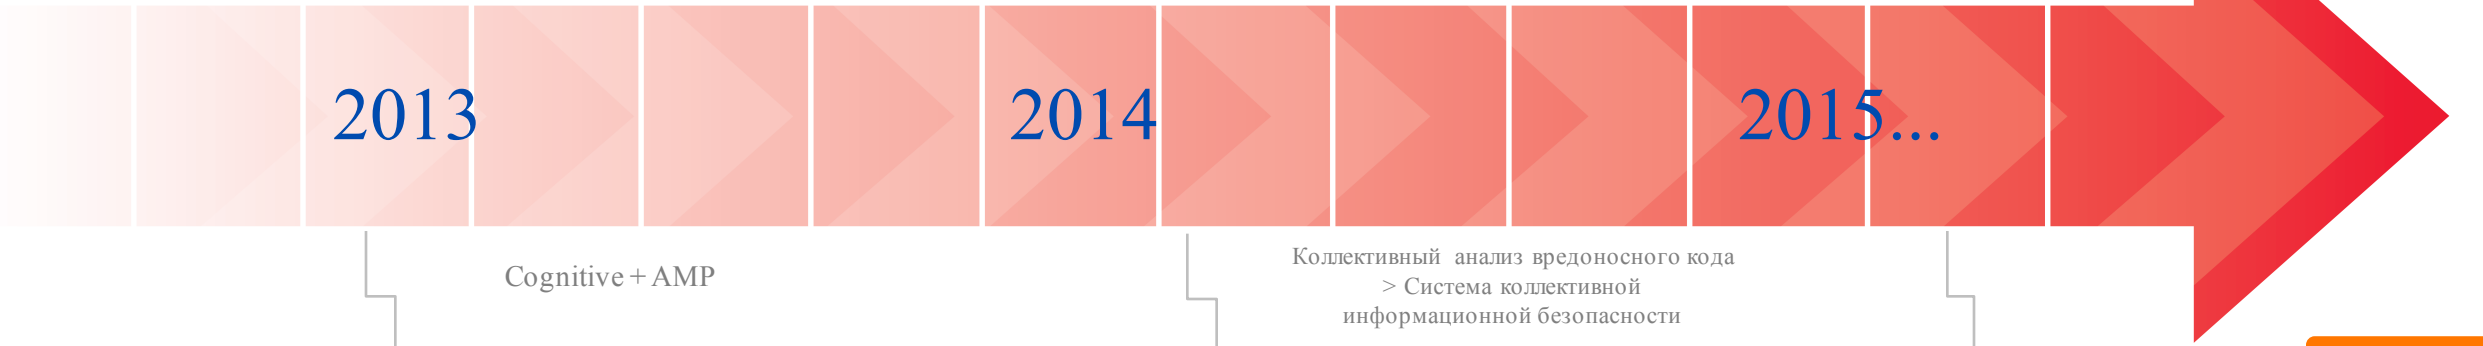 2013
2014
2015...
Cognitive + AMP
Коллективный анализ вредоносного кода
> Система коллективной
информационной безопасности